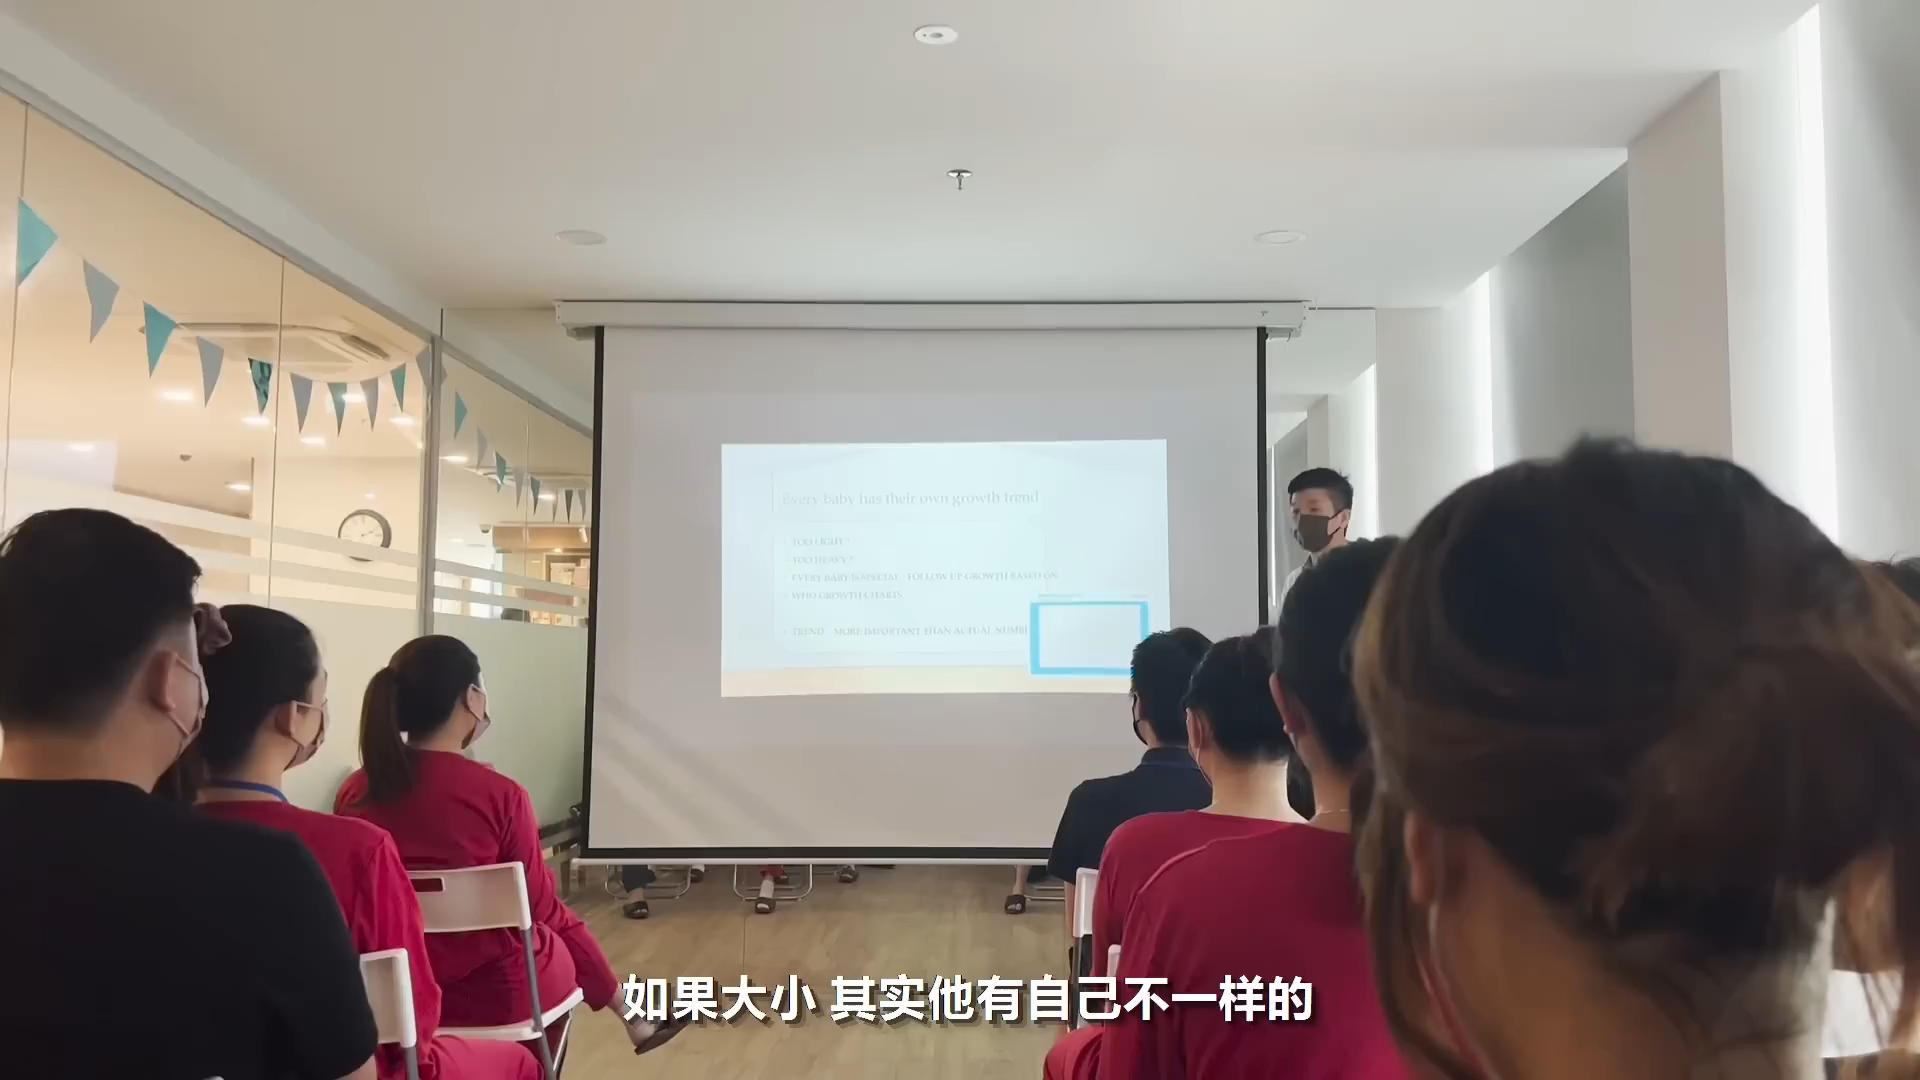 Every baby has their own growth trend
TOO LIGHT?
TOO HEAVY?
EVERY BABY IS SPECIAL - FOLLOW UP GROWTH BASED ON
WHO GROWTH CHARTS
TREND - MORE IMPORTANT THAN ACTUAL
如果大小 其实他有自己不一样的